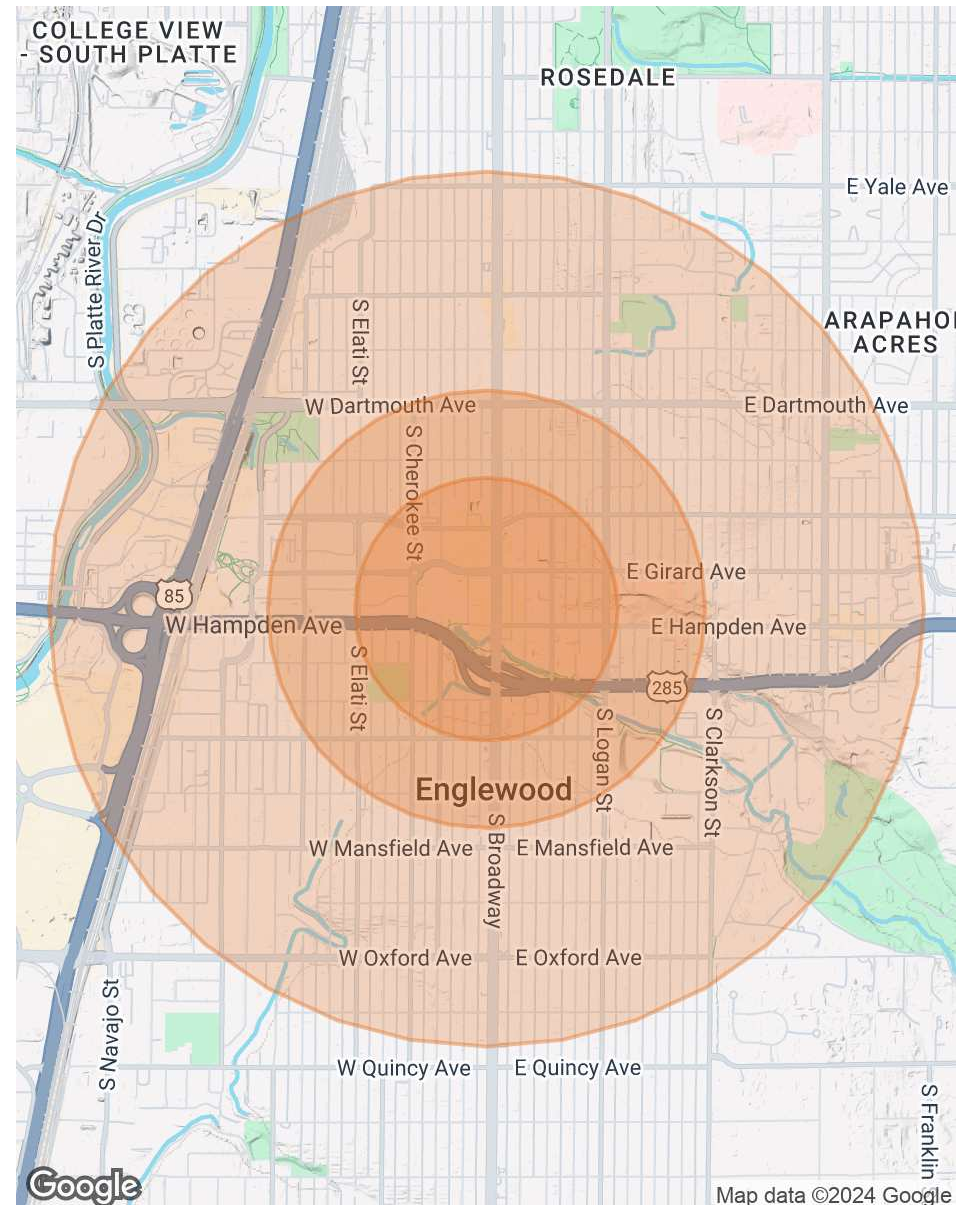 COLLEGE VIEW
- SOUTH PLATTE
ROSEDALE
E Yale Ave
S Platte River Dr
S Elati St
ARAPAHO
ACRES
W Dartmouth Ave
E Dartmouth Ave
S Cherokee St
E Girard Ave
85
W Hampden Ave
E Hampden Ave
S Elati St
285
S Logan St
S Clarkson St
Englewood
S Broadway
W Mansfield Ave
E Mansfield Ave
W Oxford Ave
E Oxford Ave
S Navajo St
W Quincy Ave
E Quincy Ave
S Franklin
Google
Map data ©2024 Google